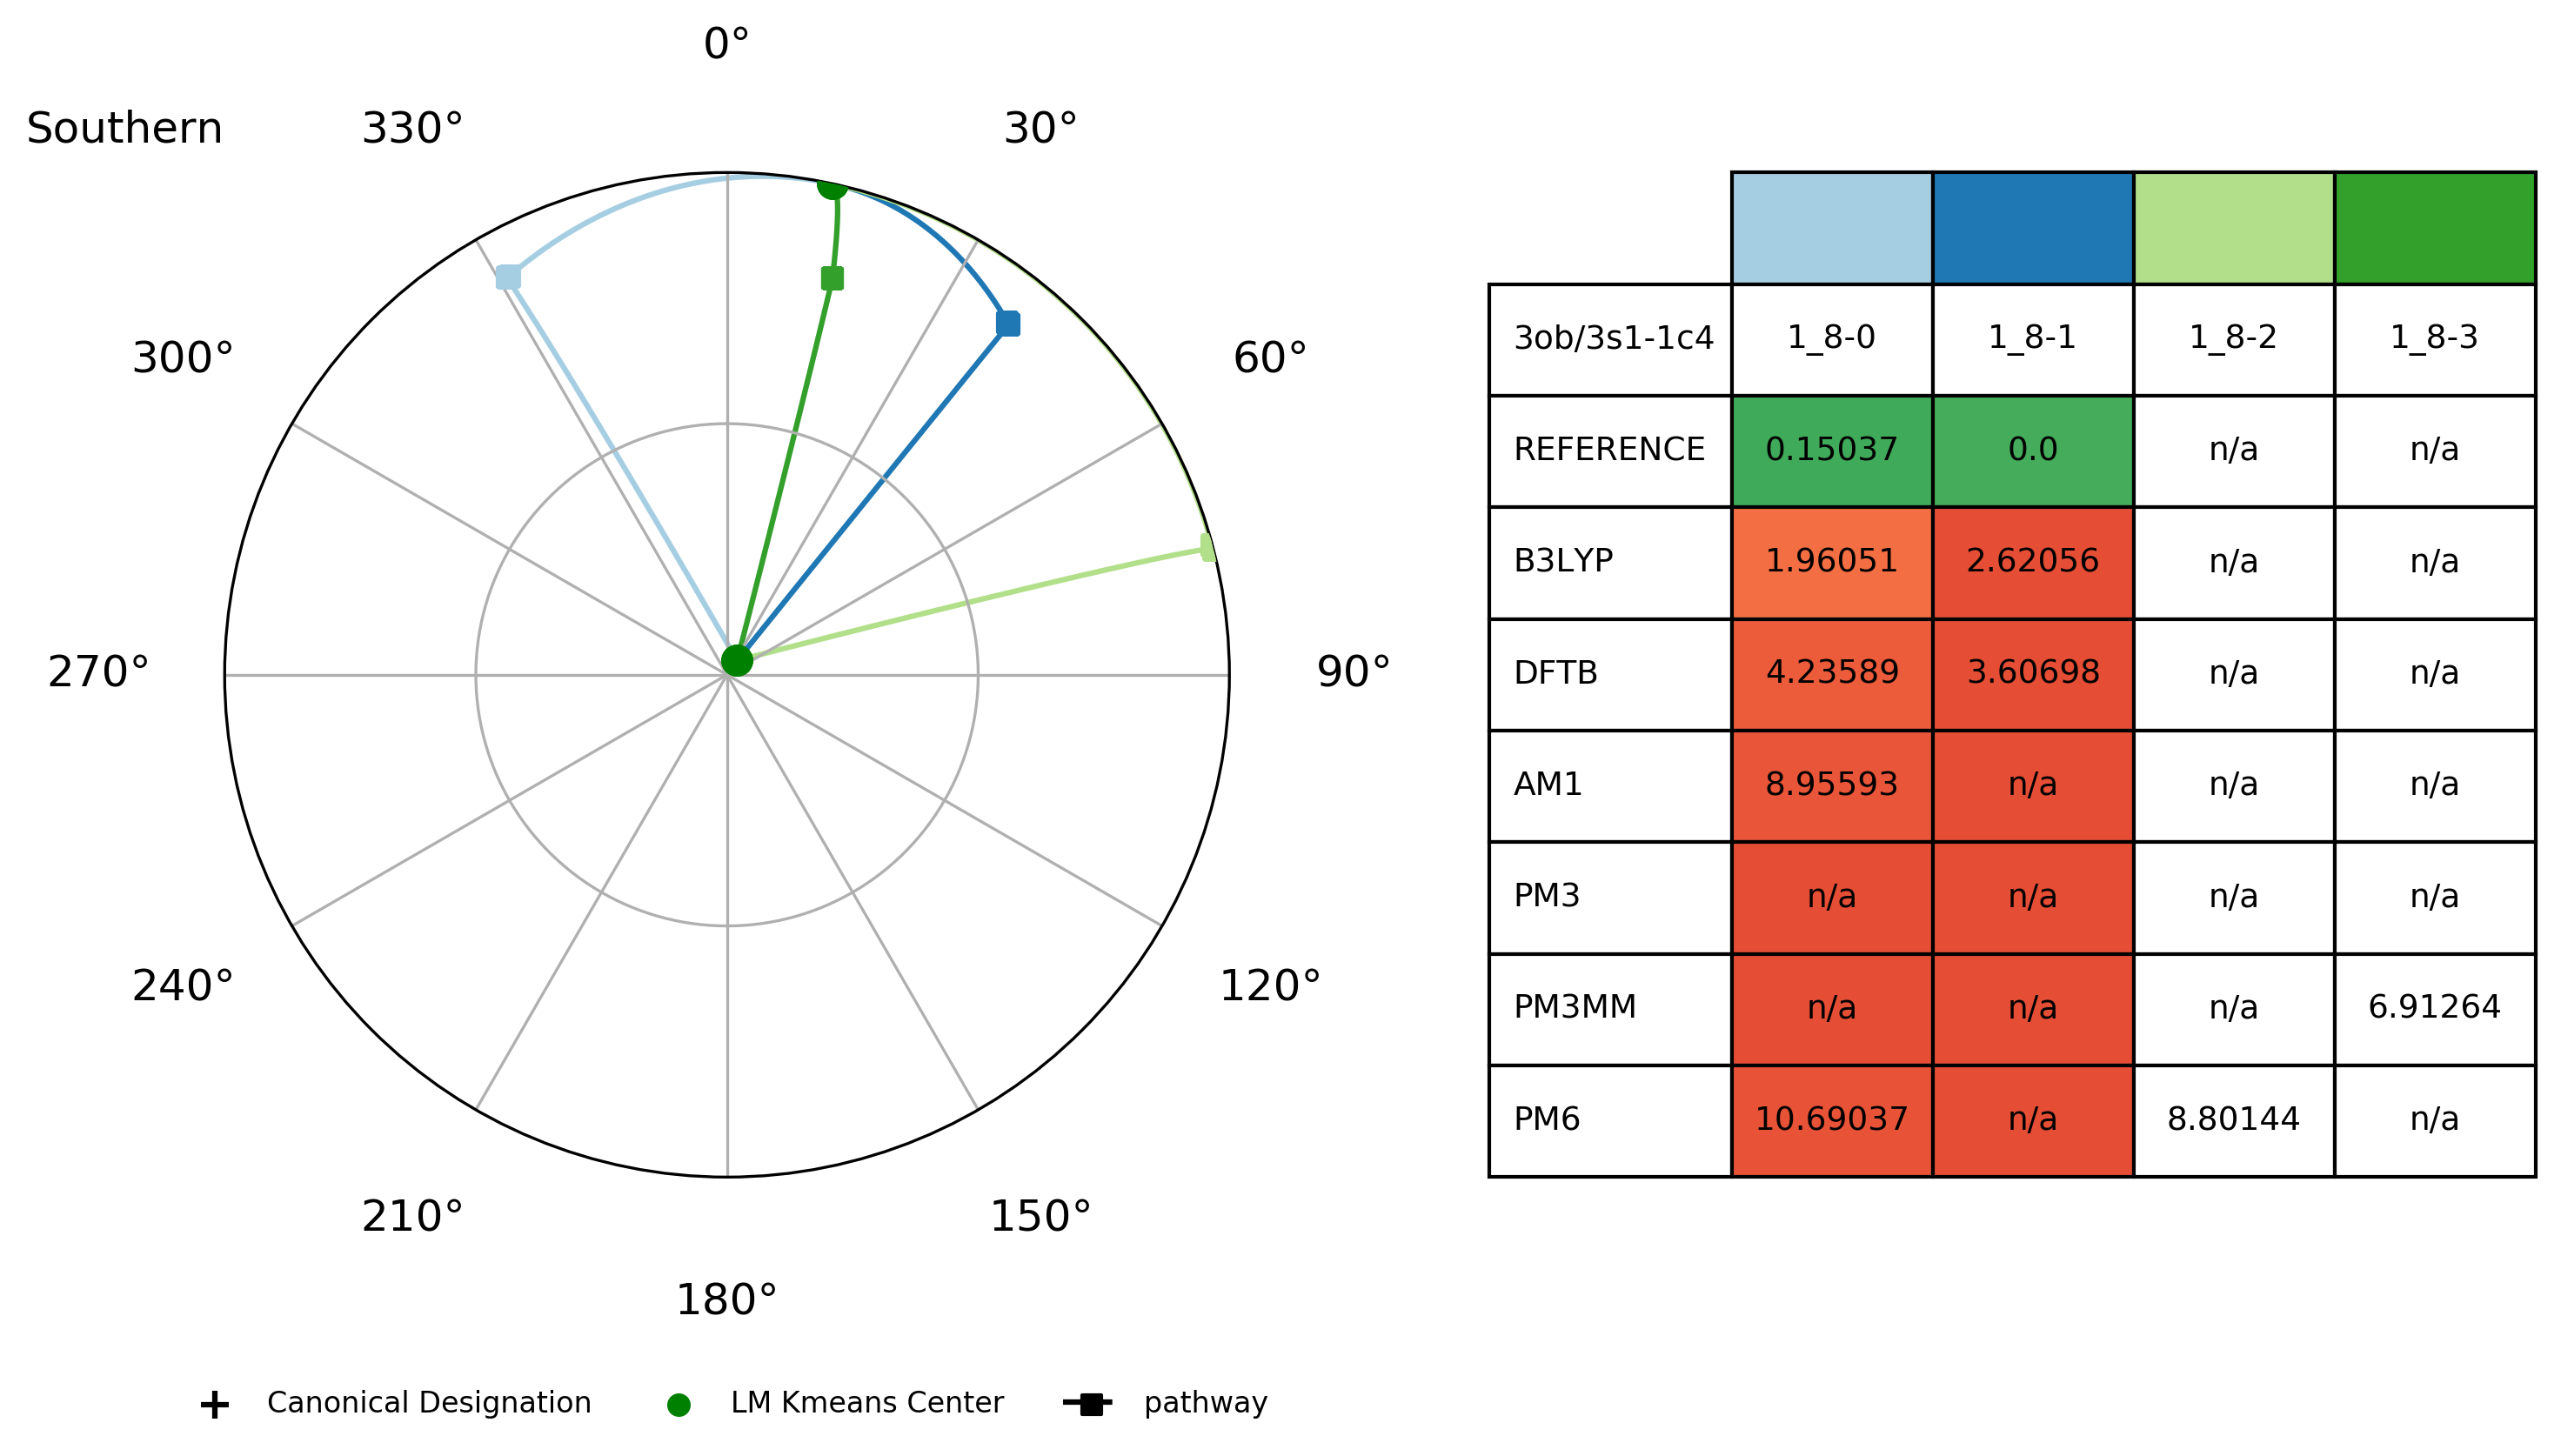 0°
Southern
330°
30°
300°
60°
270°
90°
240°
120°
210°
150°
180°
+ Canonical Designation LM Kmeans Center pathway
3ob/3s1-1c4 1_8-0 1_8-1 1_8-2 1_8-3
REFERENCE 0.15037 0.0 n/a n/a
B3LYP 1.96051 2.62056 n/a n/a
DFTB 4.23589 3.60698 n/a n/a
AM1 8.95593 n/a n/a n/a
PM3 n/a n/a n/a n/a
PM3MM n/a n/a n/a 6.91264
PM6 10.69037 n/a 8.80144 n/a